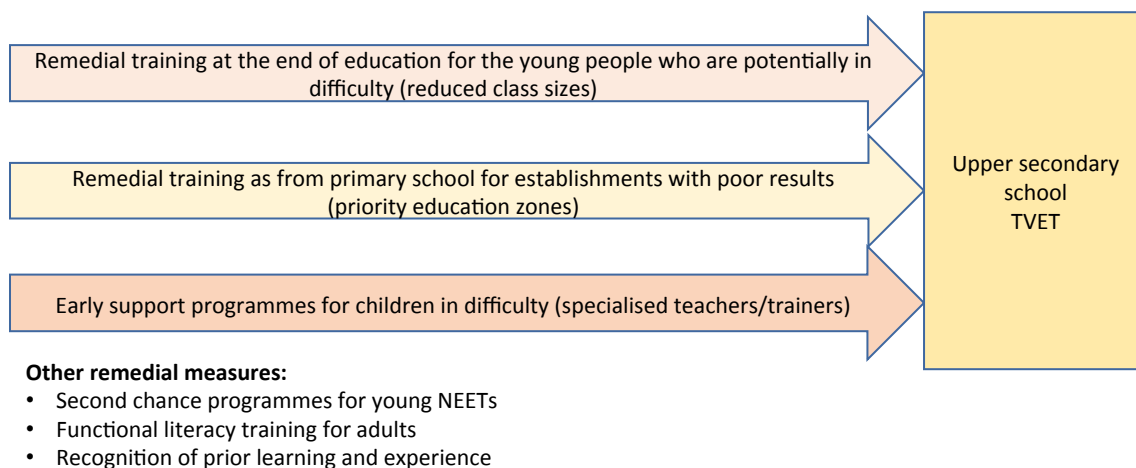 Remedial training at the end of education for the young people who are potentially in
difficulty (reduced class sizes)
Remedial training as from primary school for establishments with poor results
(priority education zones)
Early support programmes for children in difficulty (specialised teachers/trainers)
Upper secondary
school
TVET
Other remedial measures:
• Second chance programmes for young NEETs
• Functional literacy training for adults
• Recognition of prior learning and experience